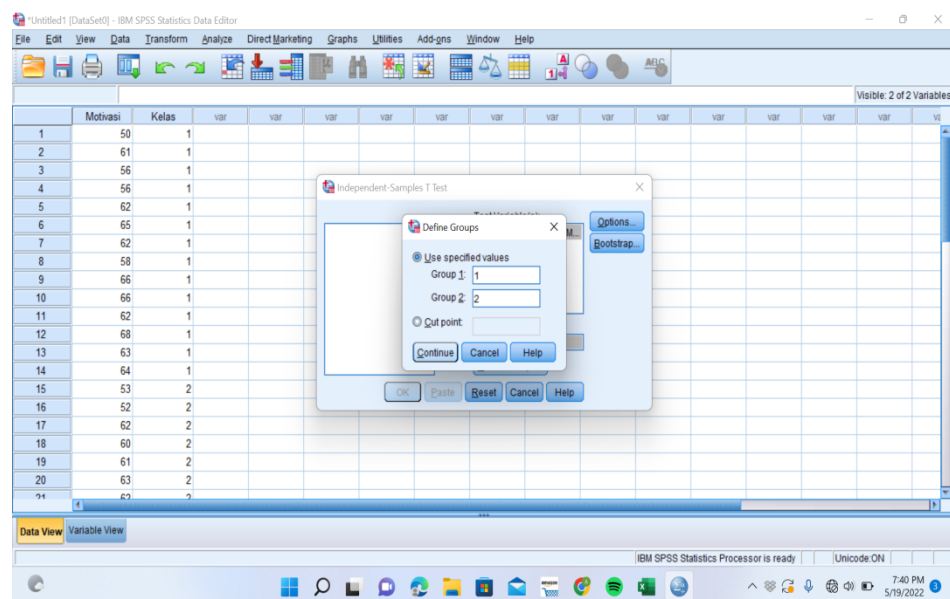 *Untitled1 [DataSet0] - IBM SPSS Statistics Data Editor
File Edit View Data Transform Analyze Direct Marketing Graphs Utilities Add-ons Window Help
Visible: 2 of 2 Variables
Motivasi Kelas var var var var var var var var var var var var var
1 50 1
2 61 1
3 56 1
4 56 1
5 62 1
6 65 1
7 62 1
8 58 1
9 66 1
10 66 1
11 62 1
12 68 1
13 63 1
14 64 1
15 53 2
16 52 2
17 62 2
18 60 2
19 61 2
20 63 2
21 62 2
Independent-Samples T Test
Options...
Bootstrap...
Define Groups
Use specified values
Group 1: 1
Group 2: 2
Cut point:
Continue Cancel Help
OK Paste Reset Cancel Help
Data View Variable View
IBM SPSS Statistics Processor is ready Unicode:ON
7:40 PM
5/19/2022 3